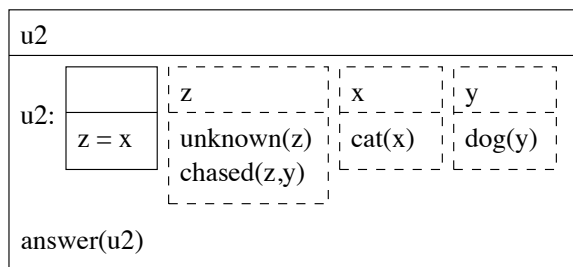 u2
z x y
u2: z = x unknown(z) cat(x) dog(y)
chased(z,y)
answer(u2)